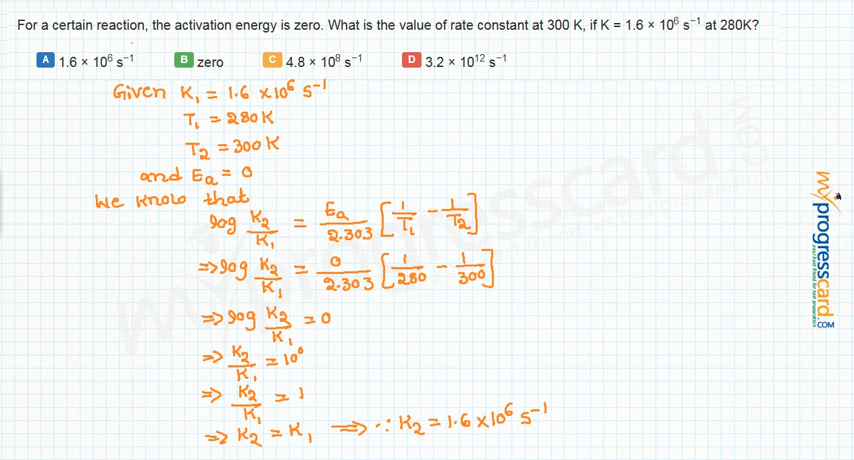 For a certain reaction, the activation energy is zero. What is the value of rate constant at 300 K, if K = 1.6 × 10⁶ s⁻¹ at 280K?
A 1.6 × 10⁶ s⁻¹ B zero C 4.8 × 10⁸ s⁻¹ D 3.2 × 10¹² s⁻¹
Given K₁ = 1.6 × 10⁶ s⁻¹
T₁ = 280K
T₂ = 300K
and Eₐ = 0
We know that
log K₂/K₁ = Eₐ/2.303 [1/T₁ - 1/T₂]
⇒ log K₂/K₁ = 0/2.303 [1/280 - 1/300]
⇒ log K₂/K₁ = 0
⇒ K₂/K₁ = 10⁰
⇒ K₂/K₁ = 1
⇒ K₂ = K₁ ⟹ ∵ K₂ = 1.6 × 10⁶ s⁻¹
myprogresscard.COM